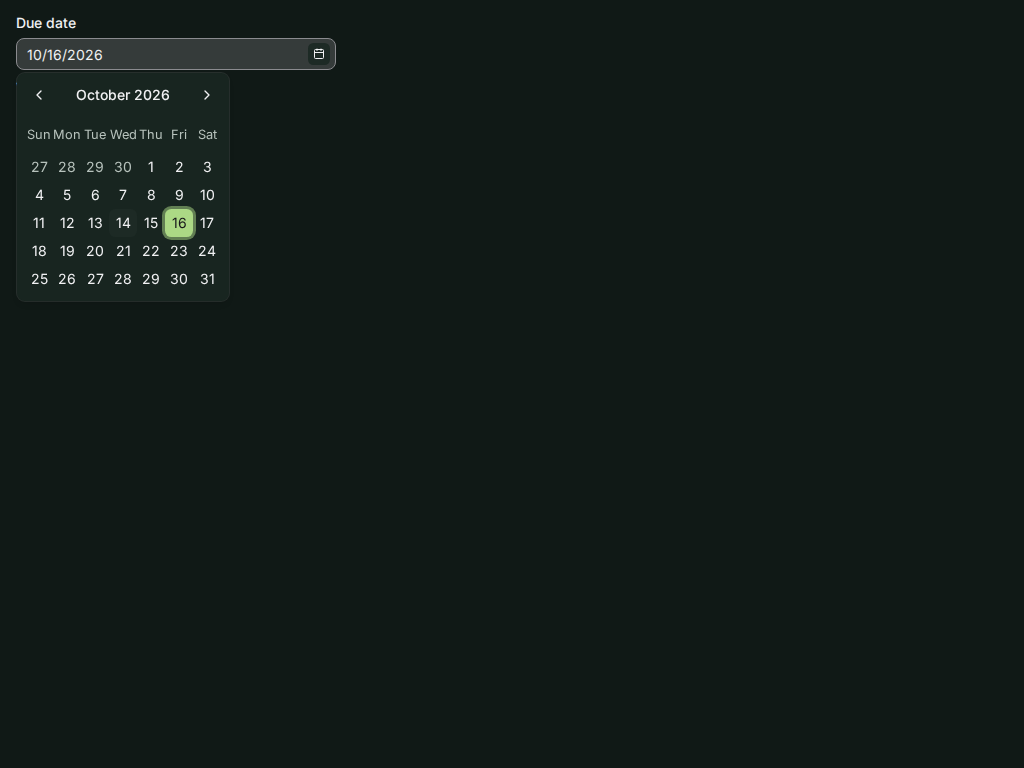 Due date
10/16/2026
October 2026
Sun Mon Tue Wed Thu Fri Sat
27 28 29 30 1 2 3
4 5 6 7 8 9 10
11 12 13 14 15 16 17
18 19 20 21 22 23 24
25 26 27 28 29 30 31